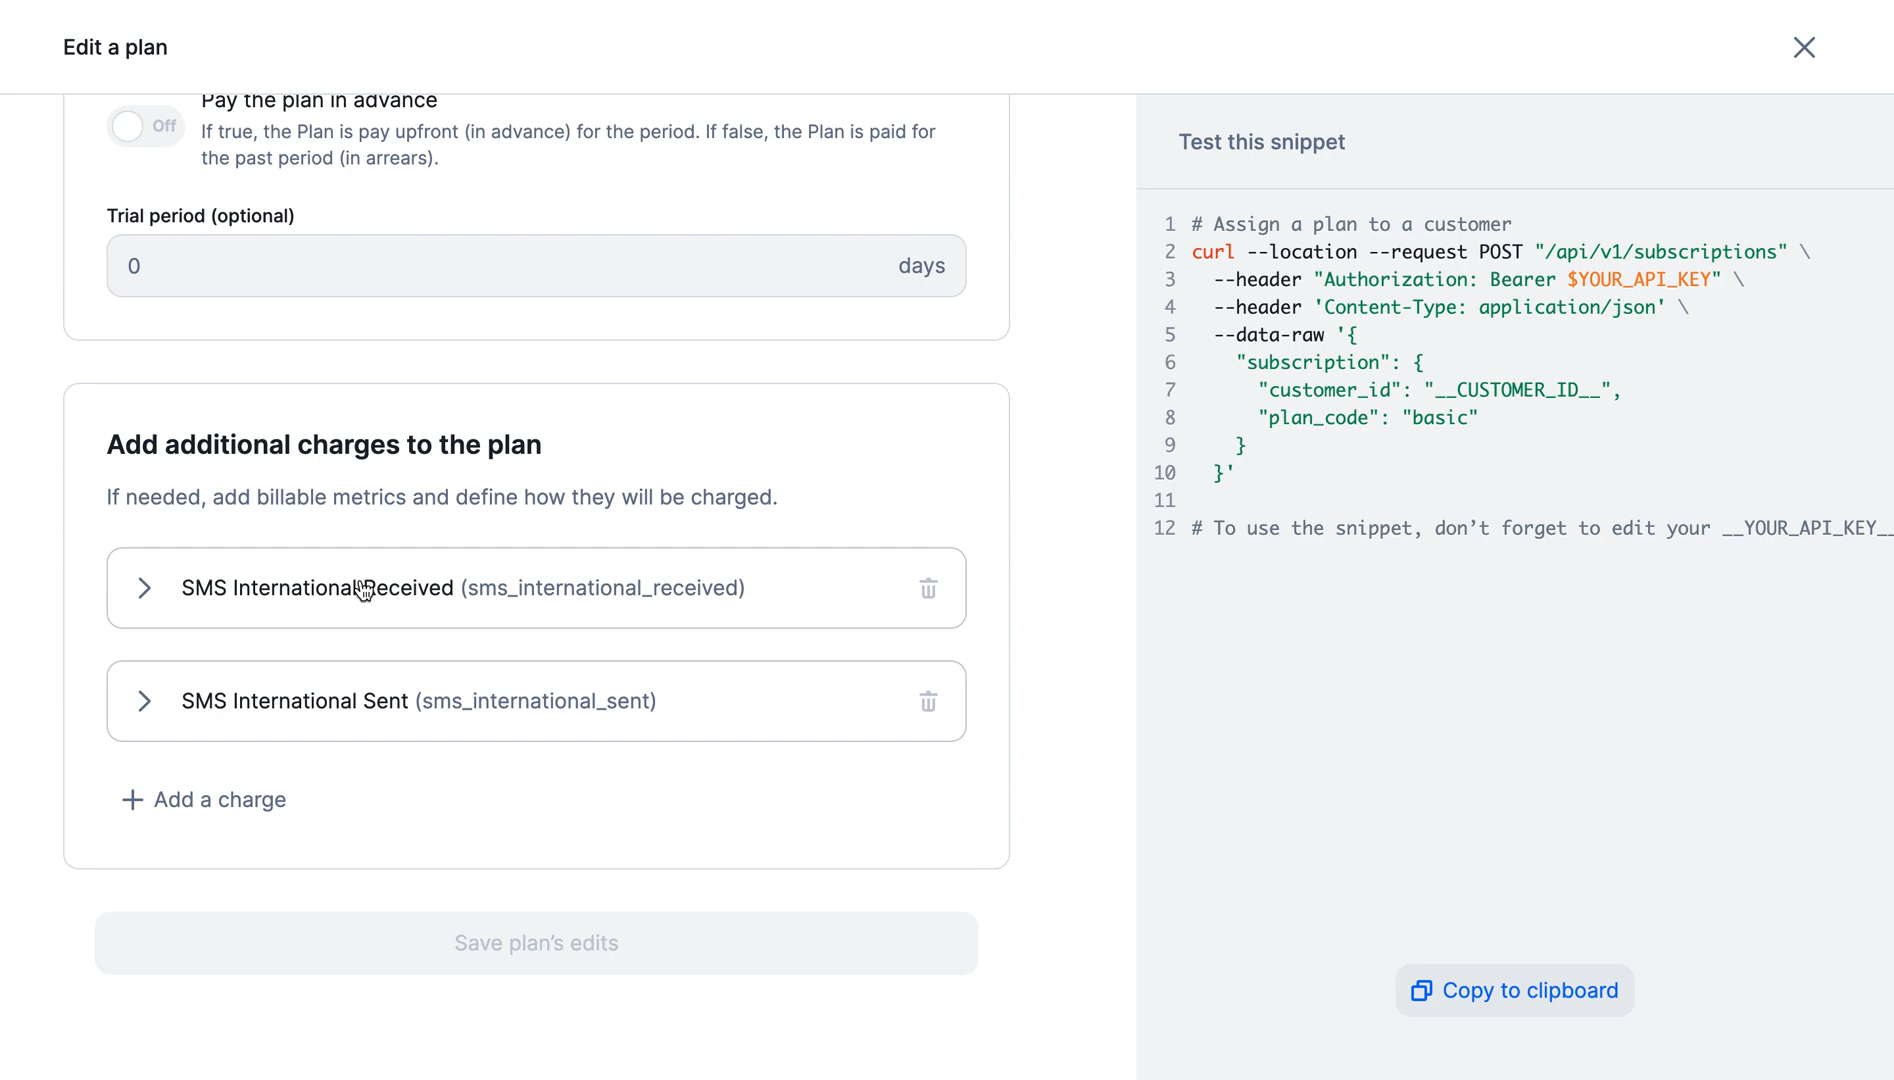 Edit a plan
Pay the plan in advance
Off
If true, the Plan is pay upfront (in advance) for the period. If false, the Plan is paid for
the past period (in arrears).
Trial period (optional)
0 days
Add additional charges to the plan
If needed, add billable metrics and define how they will be charged.
SMS International Received (sms_international_received)
SMS International Sent (sms_international_sent)
+ Add a charge
Save plan’s edits
Test this snippet
1 # Assign a plan to a customer
2 curl --location --request POST "/api/v1/subscriptions" \
3 --header "Authorization: Bearer $YOUR_API_KEY" \
4 --header 'Content-Type: application/json' \
5 --data-raw '{
6 "subscription": {
7 "customer_id": "__CUSTOMER_ID__",
8 "plan_code": "basic"
9 }
10 }'
11
12 # To use the snippet, don’t forget to edit your __YOUR_API_KEY__
Copy to clipboard